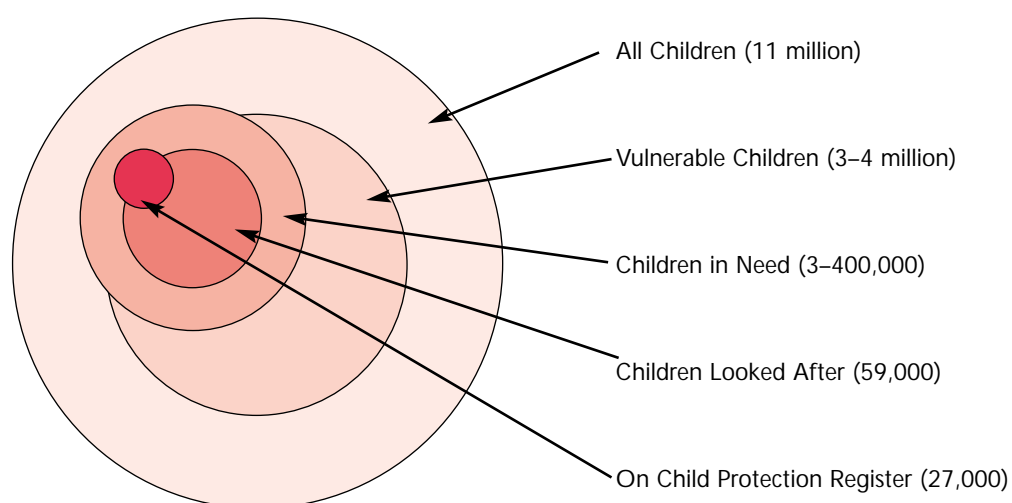 All Children (11 million)
Vulnerable Children (3–4 million)
Children in Need (3–400,000)
Children Looked After (59,000)
On Child Protection Register (27,000)